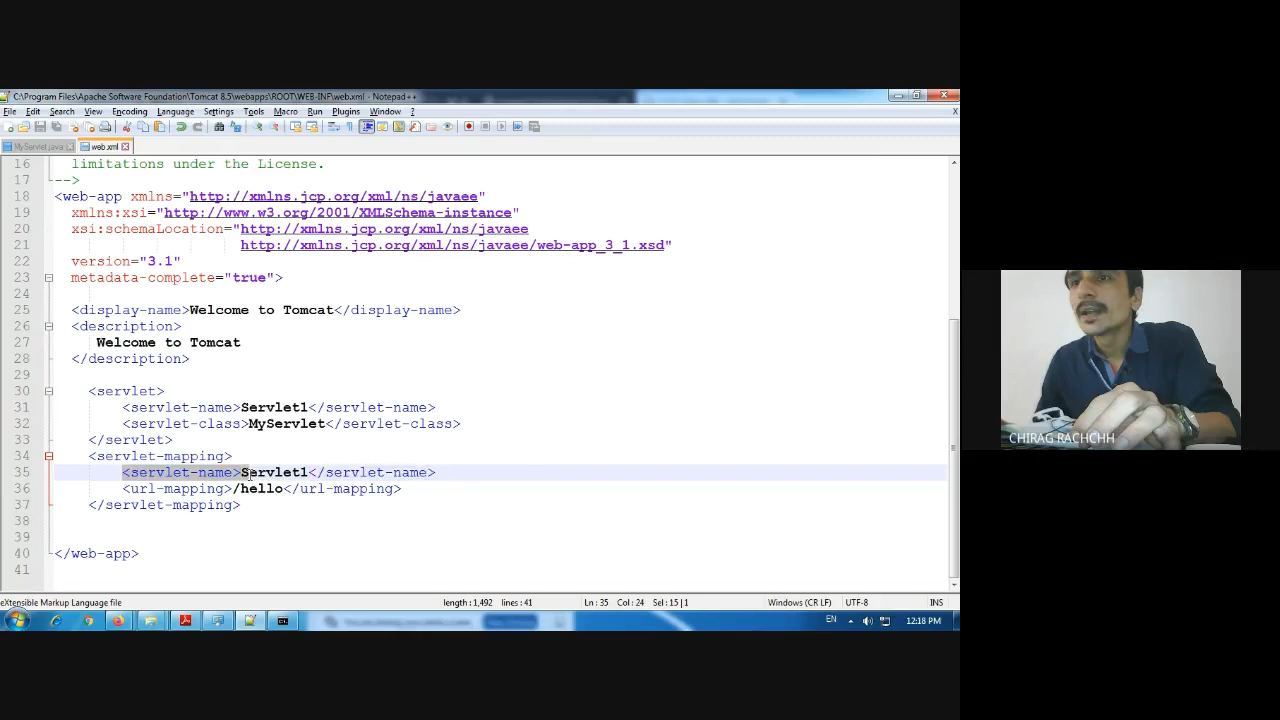 C:\Program Files\Apache Software Foundation\Tomcat 8.5\webapps\ROOT\WEB-INF\web.xml - Notepad++
File Edit Search View Encoding Language Settings Tools Macro Run Plugins Window ?
X
MyServlet.java web.xml
16 limitations under the License.
17 -->
18 <web-app xmlns="http://xmlns.jcp.org/xml/ns/javaee"
19 xmlns:xsi="http://www.w3.org/2001/XMLSchema-instance"
20 xsi:schemaLocation="http://xmlns.jcp.org/xml/ns/javaee
21 http://xmlns.jcp.org/xml/ns/javaee/web-app_3_1.xsd"
22 version="3.1"
23 metadata-complete="true">
24
25 <display-name>Welcome to Tomcat</display-name>
26 <description>
27 Welcome to Tomcat
28 </description>
29
30 <servlet>
31 <servlet-name>Servlet1</servlet-name>
32 <servlet-class>MyServlet</servlet-class>
33 </servlet>
34 <servlet-mapping>
35 <servlet-name>Servlet1</servlet-name>
36 <url-mapping>/hello</url-mapping>
37 </servlet-mapping>
38
39
40 </web-app>
41
eXtensible Markup Language file length : 1,492 lines : 41 Ln : 35 Col : 24 Sel : 15 | 1 Windows (CR LF) UTF-8 INS
EN 12:18 PM
CHIRAG RACHCHH